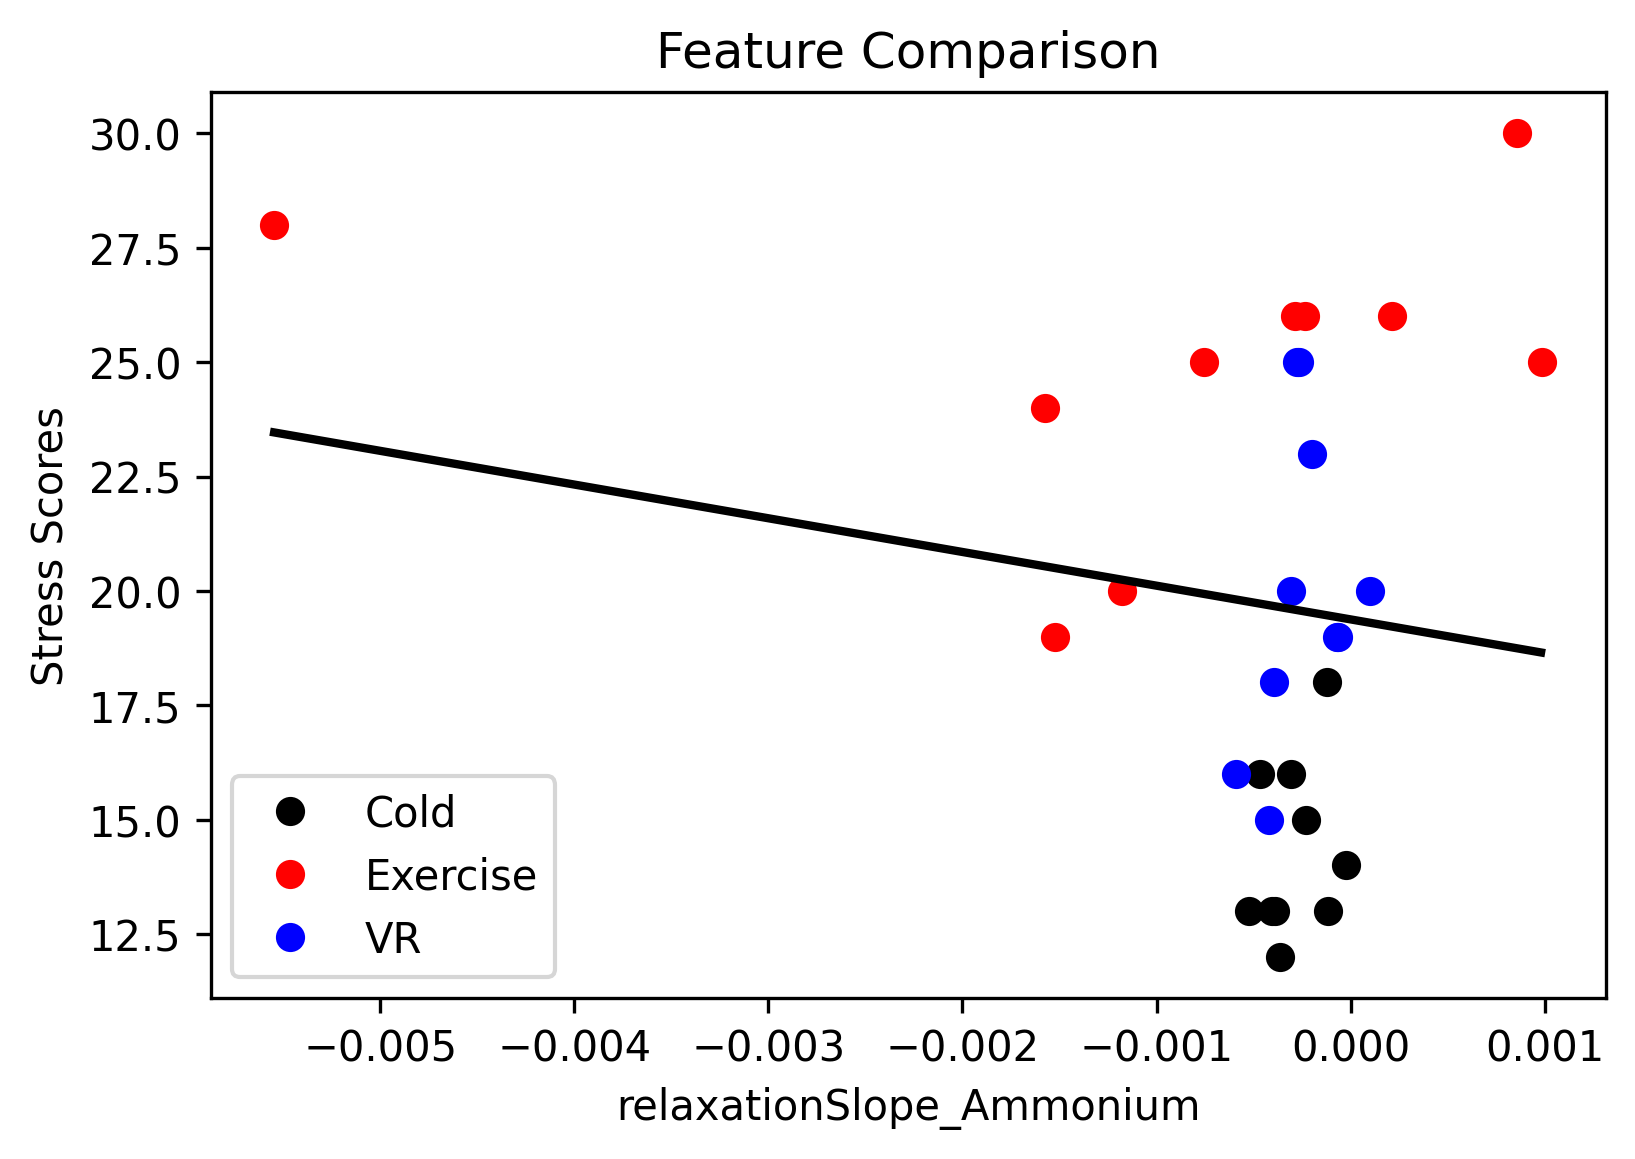 Feature Comparison
30.0
27.5
25.0
22.5
20.0
17.5
15.0
12.5
Stress Scores
Cold
Exercise
VR
−0.005 −0.004 −0.003 −0.002 −0.001 0.000 0.001
relaxationSlope_Ammonium